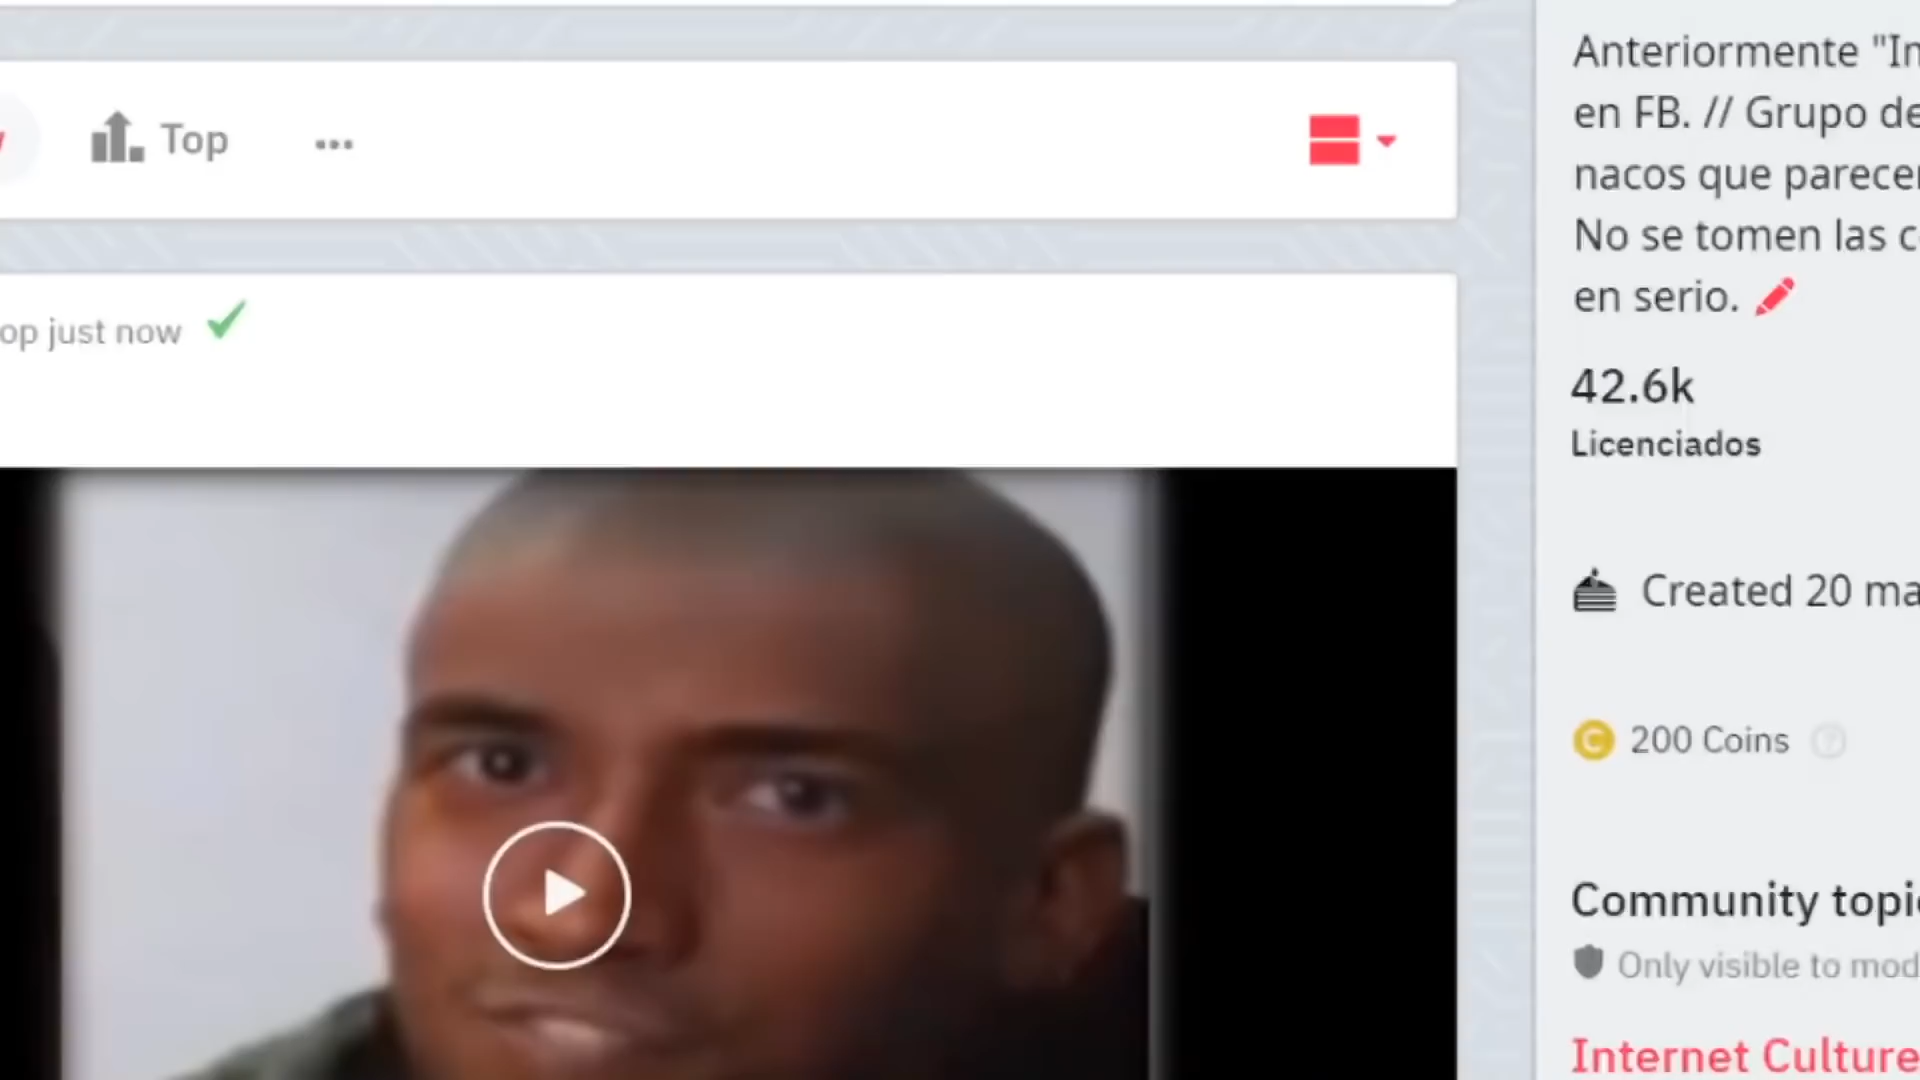 Top
...
op just now
Anteriormente "In
en FB. // Grupo de
nacos que parecen
No se tomen las c
en serio.
42.6k
Licenciados
Created 20 ma
200 Coins
Community topi
Only visible to mod
Internet Culture